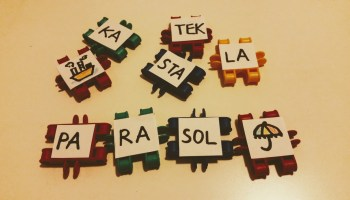 KA TEK
STA LA
PA RA SOL